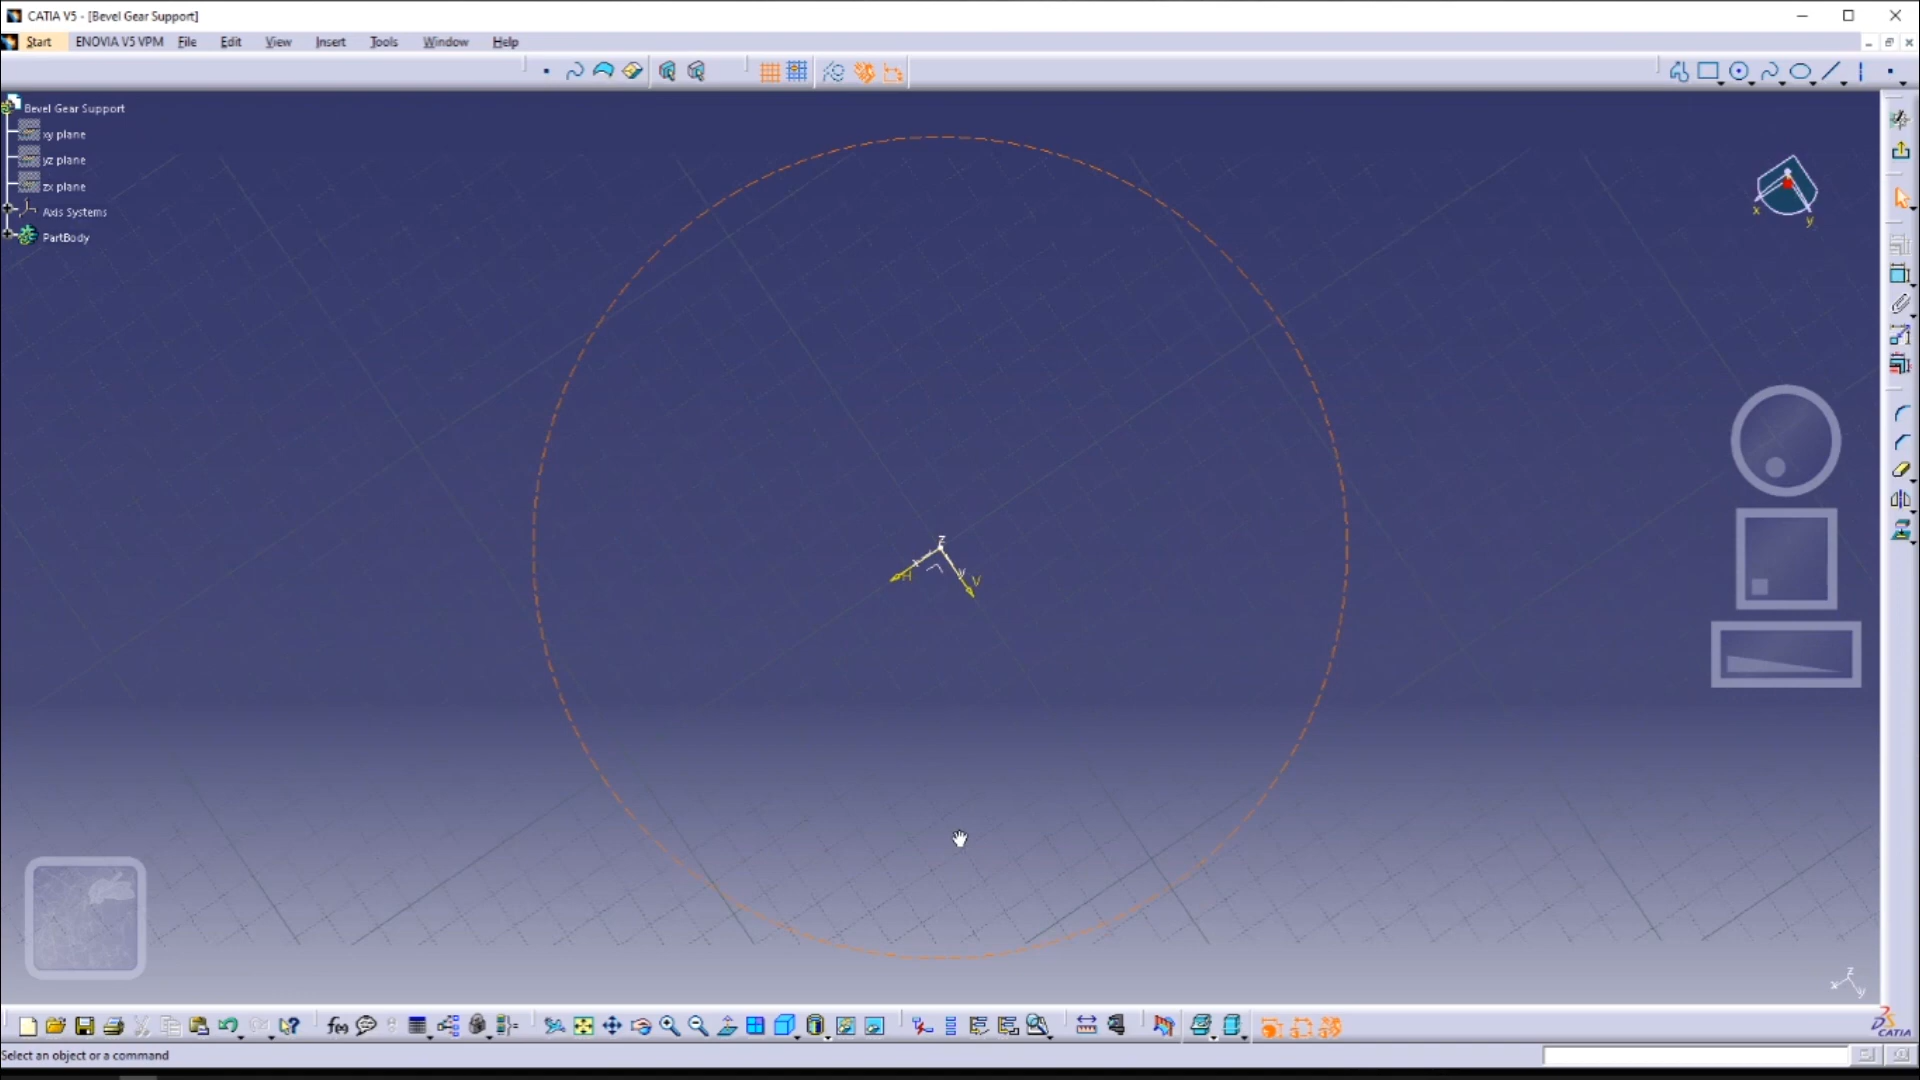 CATIA V5 - [Bevel Gear Support]
Start ENOVIA V5 VPM File Edit View Insert Tools Window Help
Bevel Gear Support
xy plane
yz plane
zx plane
Axis Systems
PartBody
x
y
z
x
y
H
V
z
x
y
f(x)
CATIA
Select an object or a command